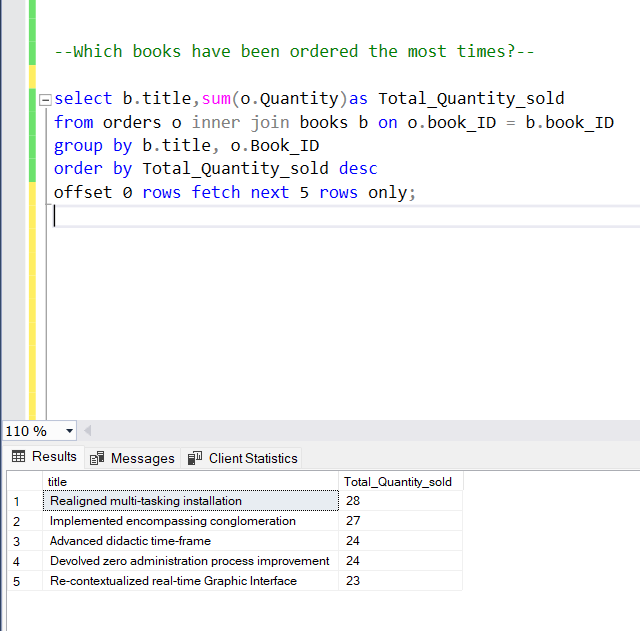 --Which books have been ordered the most times?--
select b.title,sum(o.Quantity)as Total_Quantity_sold
from orders o inner join books b on o.book_ID = b.book_ID
group by b.title, o.Book_ID
order by Total_Quantity_sold desc
offset 0 rows fetch next 5 rows only;
110 %
Results Messages Client Statistics
title Total_Quantity_sold
1 Realigned multi-tasking installation 28
2 Implemented encompassing conglomeration 27
3 Advanced didactic time-frame 24
4 Devolved zero administration process improvement 24
5 Re-contextualized real-time Graphic Interface 23